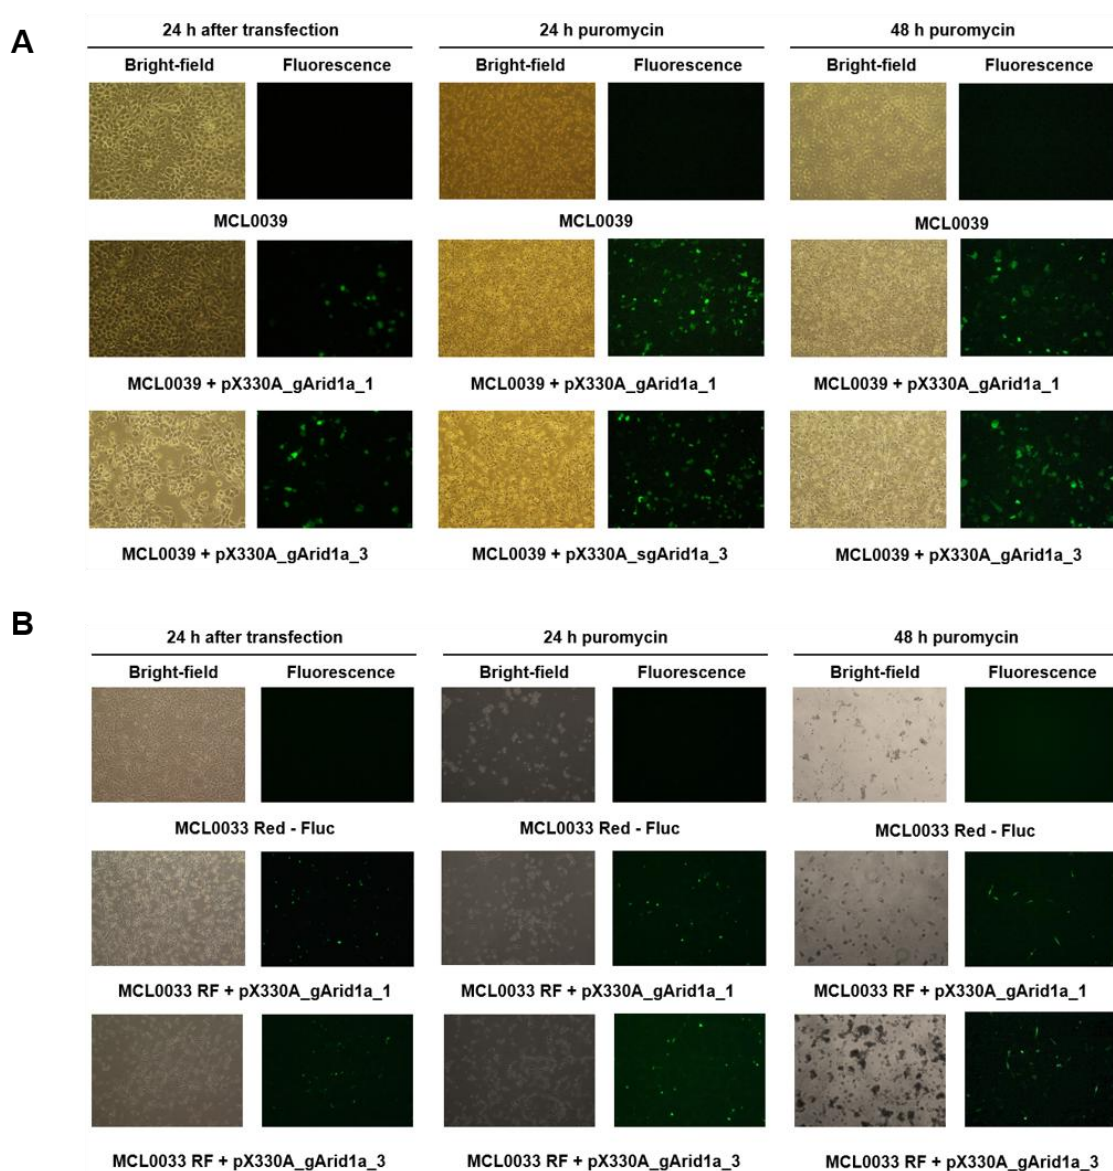 A
24 h after transfection 24 h puromycin 48 h puromycin
Bright-field Fluorescence Bright-field Fluorescence Bright-field Fluorescence
MCL0039 MCL0039 MCL0039
MCL0039 + pX330A_gArid1a_1 MCL0039 + pX330A_gArid1a_1 MCL0039 + pX330A_gArid1a_1
MCL0039 + pX330A_gArid1a_3 MCL0039 + pX330A_sgArid1a_3 MCL0039 + pX330A_gArid1a_3
B
24 h after transfection 24 h puromycin 48 h puromycin
Bright-field Fluorescence Bright-field Fluorescence Bright-field Fluorescence
MCL0033 Red - Fluc MCL0033 Red - Fluc MCL0033 Red - Fluc
MCL0033 RF + pX330A_gArid1a_1 MCL0033 RF + pX330A_gArid1a_1 MCL0033 RF + pX330A_gArid1a_1
MCL0033 RF + pX330A_gArid1a_3 MCL0033 RF + pX330A_gArid1a_3 MCL0033 RF + pX330A_gArid1a_3